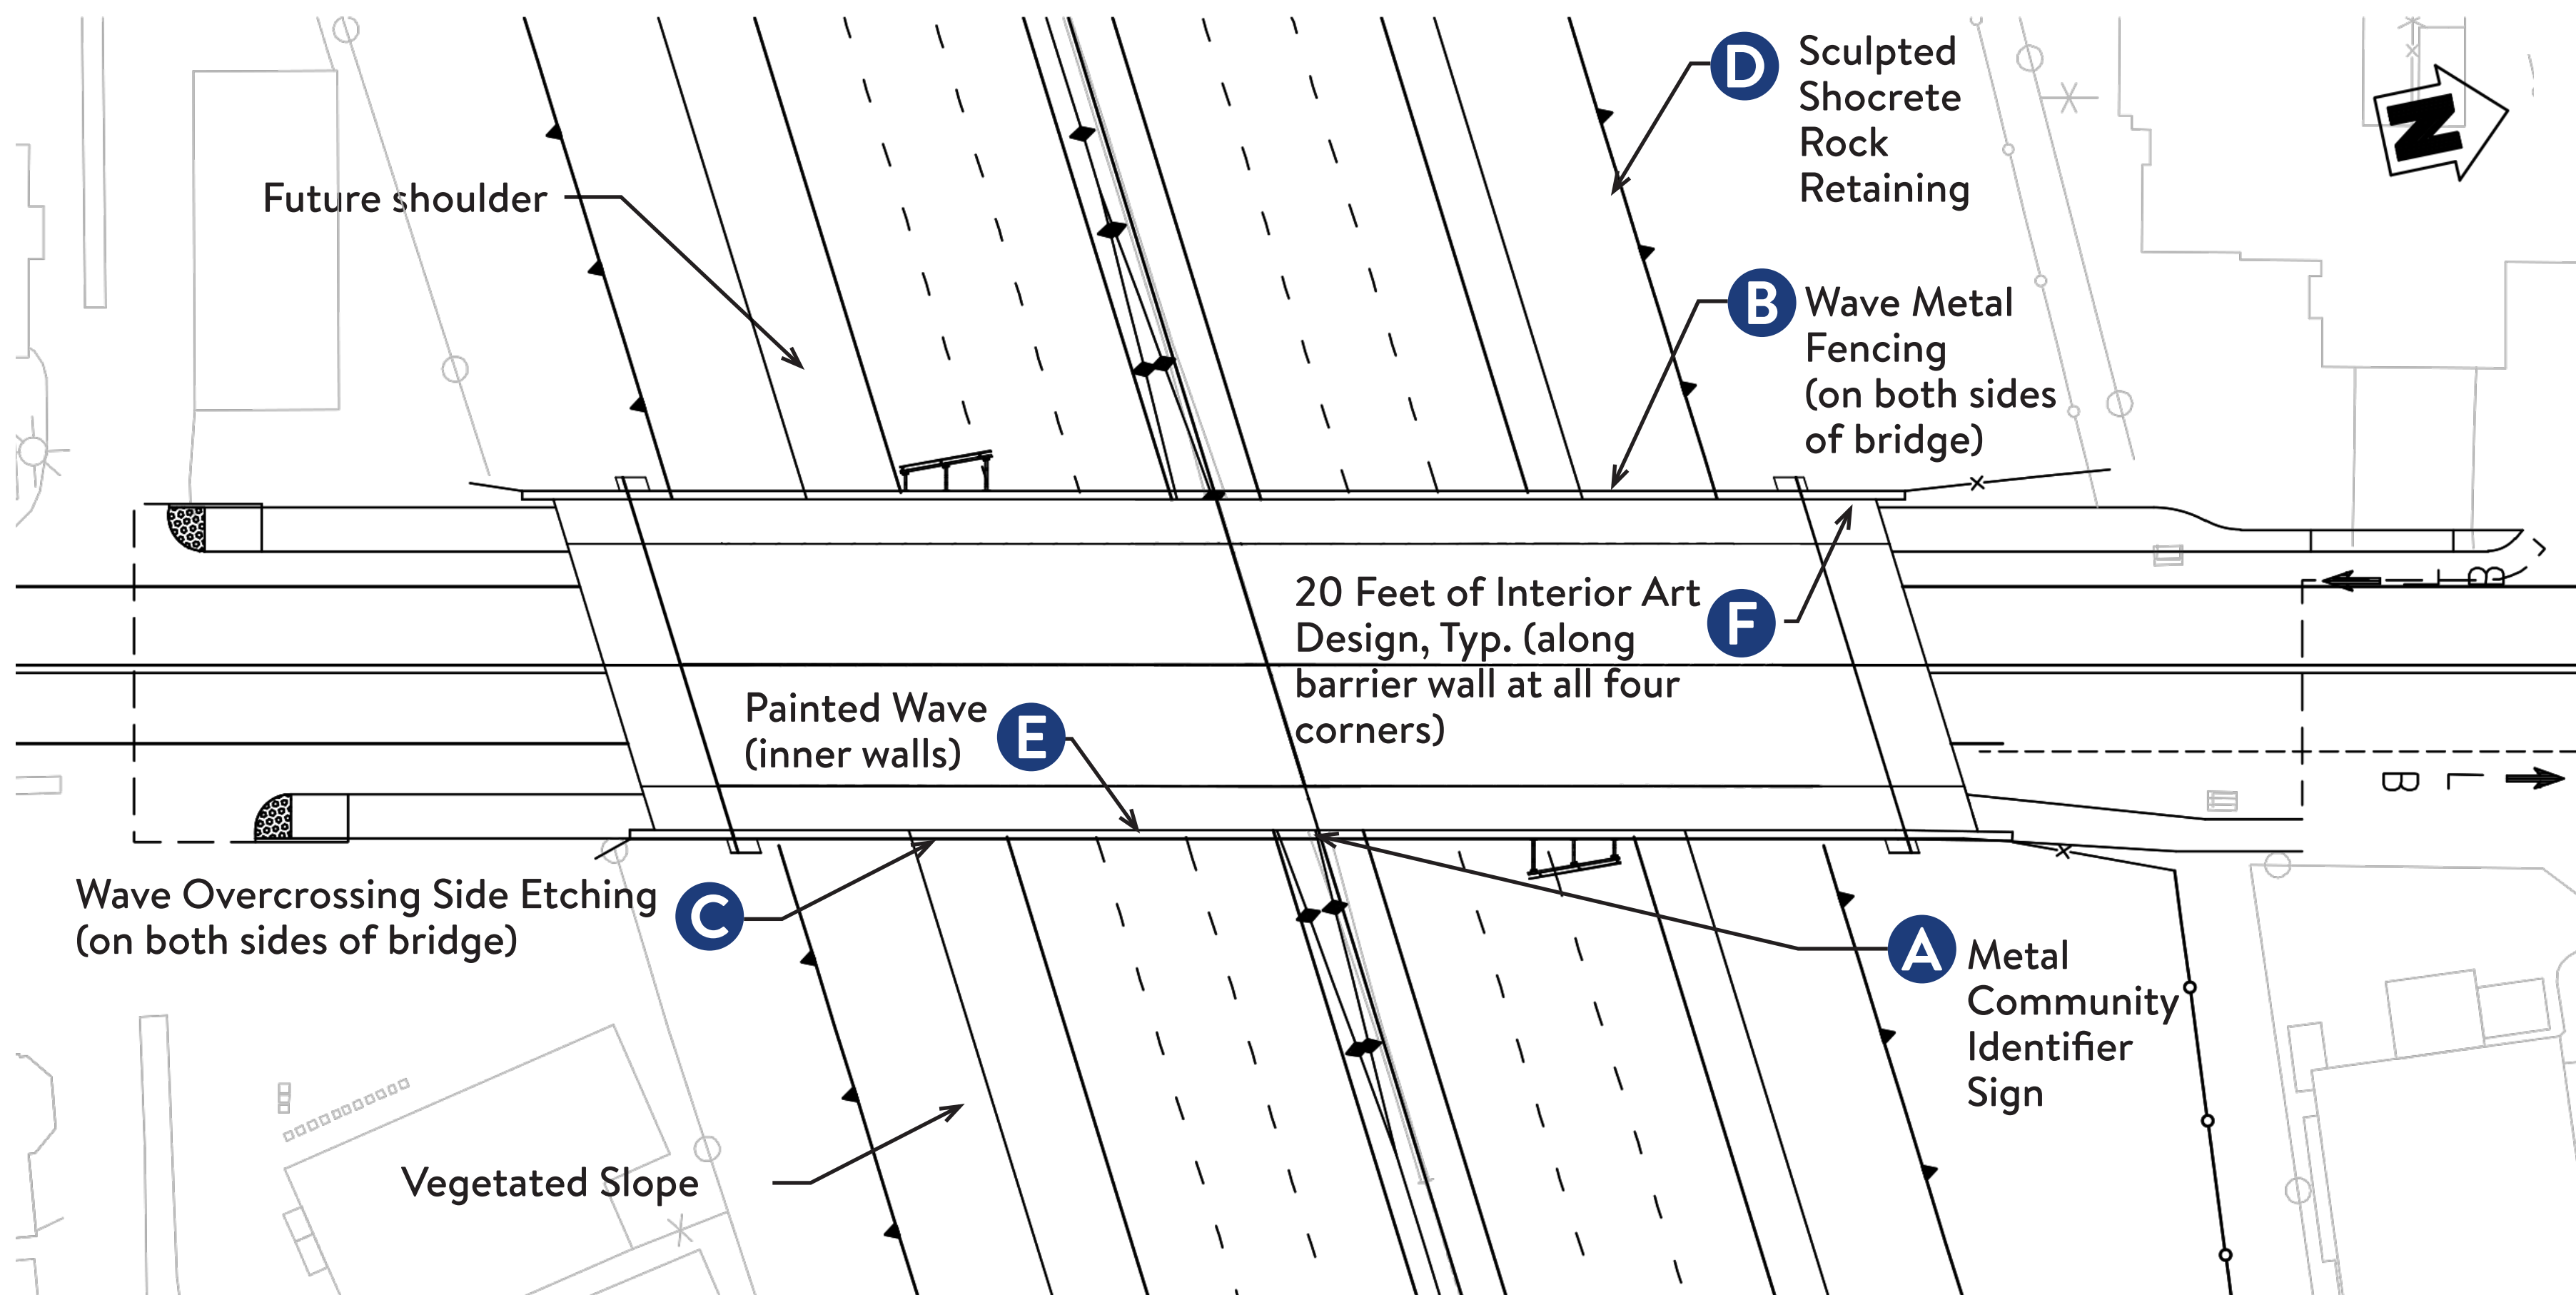 D
Sculpted
Shocrete
Rock
Retaining
N
Future shoulder
B
Wave Metal
Fencing
(on both sides
of bridge)
20 Feet of Interior Art
Design, Typ. (along
barrier wall at all four
corners)
F
B L
Painted Wave
(inner walls)
E
B L
Wave Overcrossing Side Etching
(on both sides of bridge)
C
A
Metal
Community
Identifier
Sign
Vegetated Slope